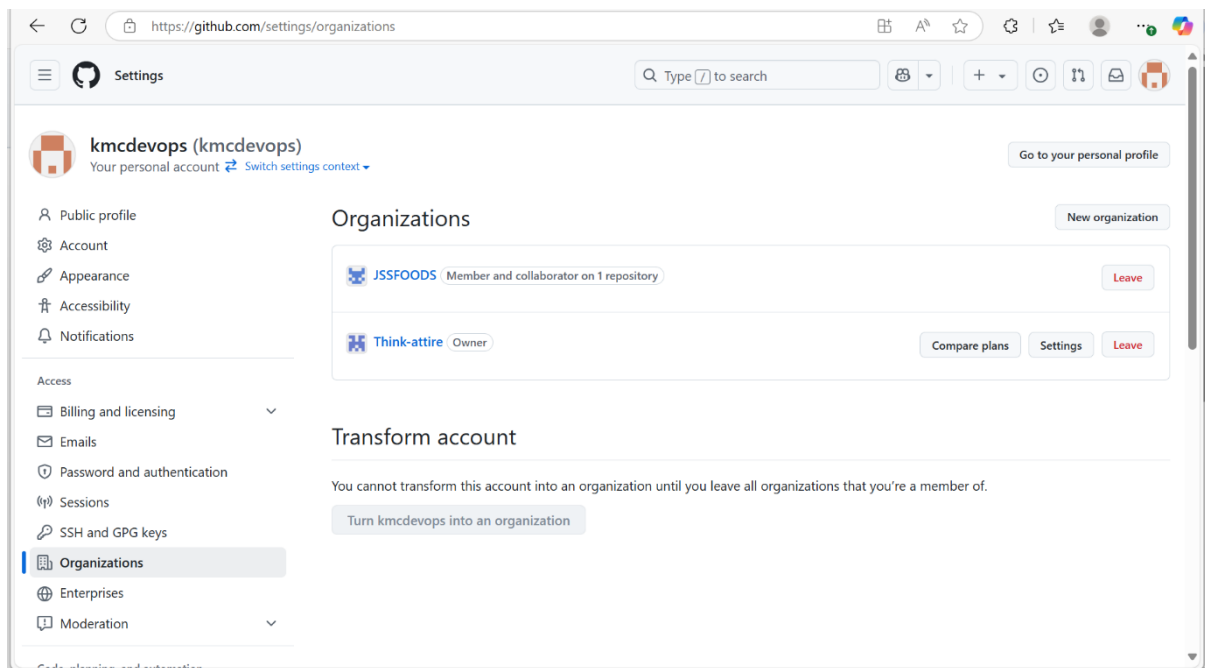 https://github.com/settings/organizations
Settings
Type / to search
kmcdevops (kmcdevops)
Your personal account Switch settings context
Go to your personal profile
Public profile
Account
Appearance
Accessibility
Notifications
Access
Billing and licensing
Emails
Password and authentication
Sessions
SSH and GPG keys
Organizations
Enterprises
Moderation
Code, planning, and automation
Organizations
New organization
JSSFOODS Member and collaborator on 1 repository Leave
Think-attire Owner Compare plans Settings Leave
Transform account
You cannot transform this account into an organization until you leave all organizations that you're a member of.
Turn kmcdevops into an organization